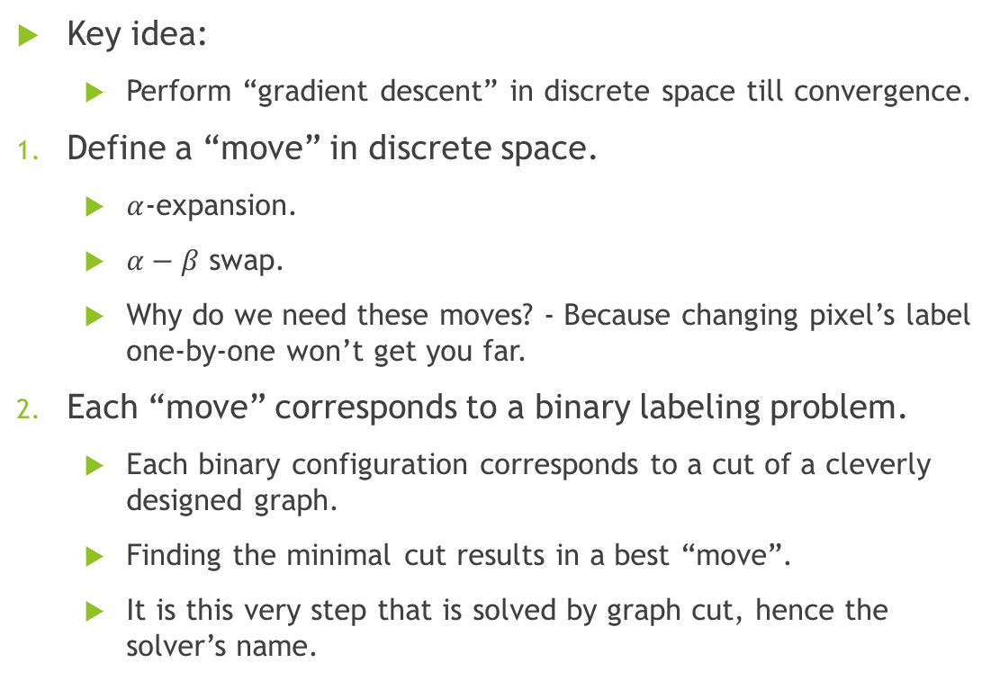 Key idea:
Perform “gradient descent” in discrete space till convergence.
1. Define a “move” in discrete space.
α-expansion.
α − β swap.
Why do we need these moves? - Because changing pixel’s label
one-by-one won’t get you far.
2. Each “move” corresponds to a binary labeling problem.
Each binary configuration corresponds to a cut of a cleverly
designed graph.
Finding the minimal cut results in a best “move”.
It is this very step that is solved by graph cut, hence the
solver’s name.